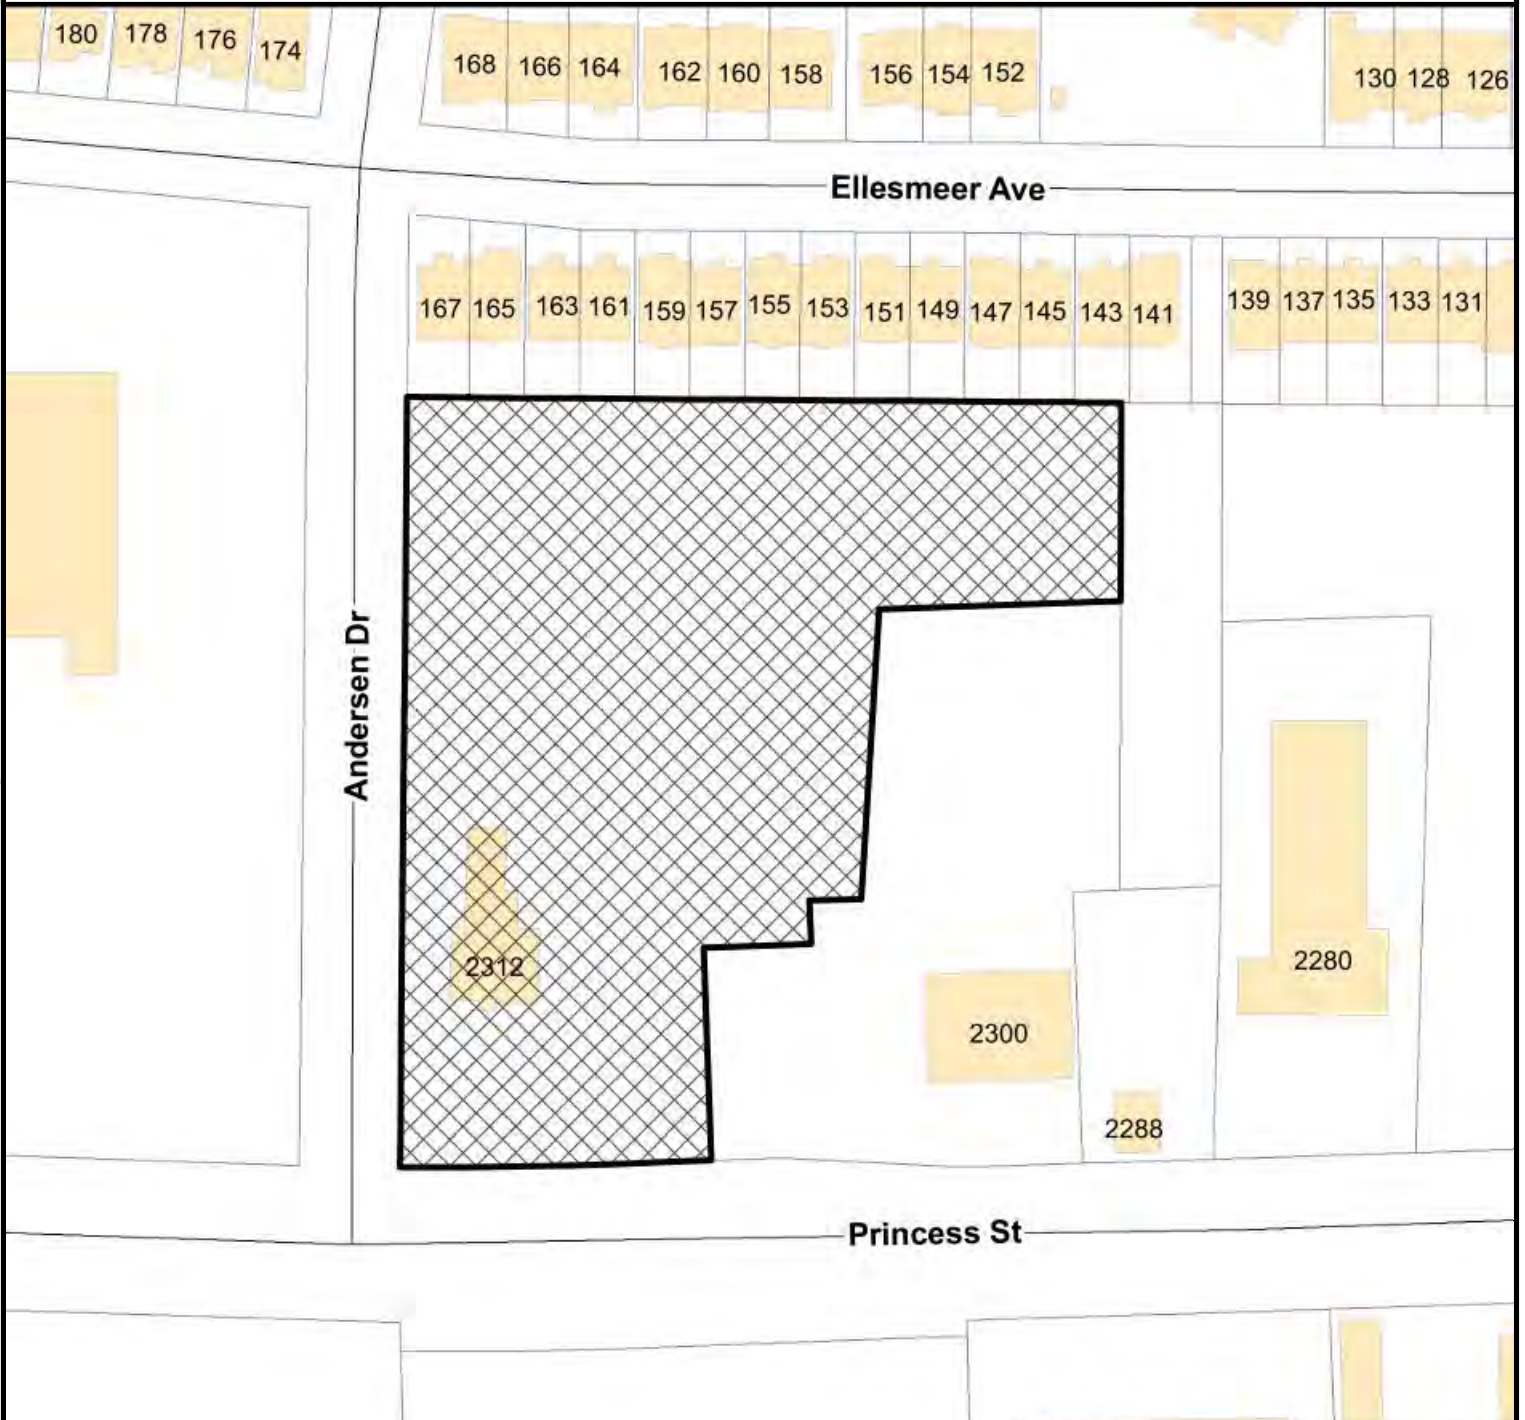 180 178 176 174 168 166 164 162 160 158 156 154 152 130 128 126
Ellesmeer Ave
167 165 163 161 159 157 155 153 151 149 147 145 143 141 139 137 135 133 131
Andersen Dr
2312
2280
2300
2288
Princess St